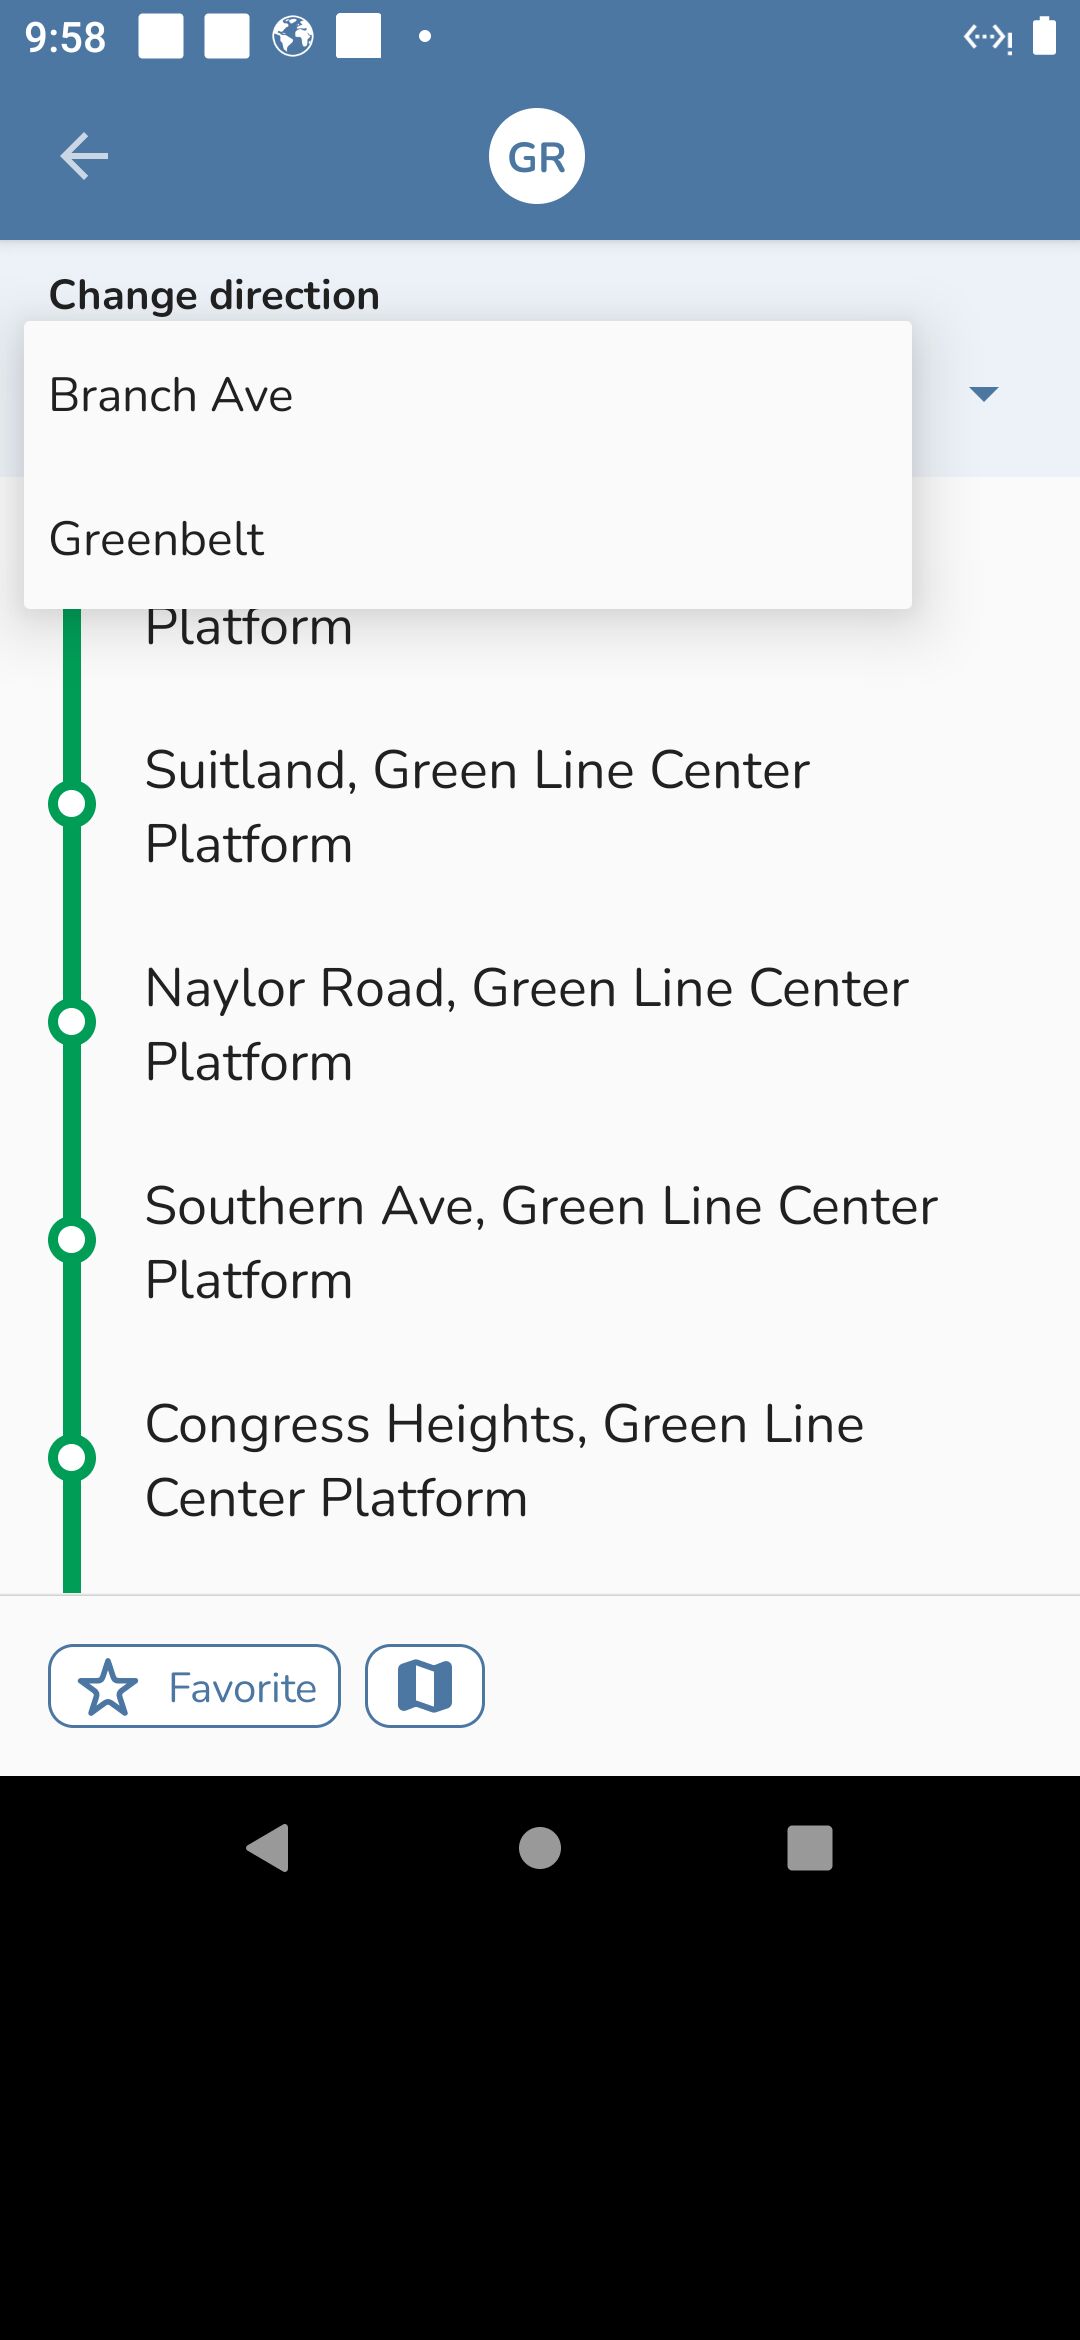 9:58
GR
Change direction
Branch Ave
Greenbelt
Platform
Suitland, Green Line Center
Platform
Naylor Road, Green Line Center
Platform
Southern Ave, Green Line Center
Platform
Congress Heights, Green Line
Center Platform
Favorite